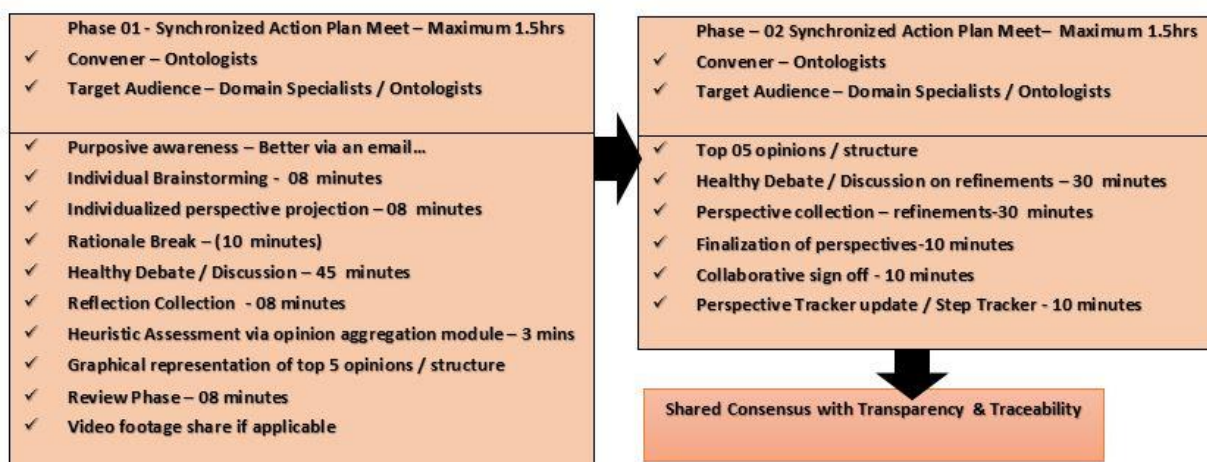 Phase 01 - Synchronized Action Plan Meet – Maximum 1.5hrs
✓ Convener – Ontologists
✓ Target Audience – Domain Specialists / Ontologists
✓ Purposive awareness – Better via an email…
✓ Individual Brainstorming - 08 minutes
✓ Individualized perspective projection – 08 minutes
✓ Rationale Break – (10 minutes)
✓ Healthy Debate / Discussion – 45 minutes
✓ Reflection Collection - 08 minutes
✓ Heuristic Assessment via opinion aggregation module – 3 mins
✓ Graphical representation of top 5 opinions / structure
✓ Review Phase – 08 minutes
✓ Video footage share if applicable
Phase – 02 Synchronized Action Plan Meet– Maximum 1.5hrs
✓ Convener – Ontologists
✓ Target Audience – Domain Specialists / Ontologists
✓ Top 05 opinions / structure
✓ Healthy Debate / Discussion on refinements – 30 minutes
✓ Perspective collection – refinements-30 minutes
✓ Finalization of perspectives-10 minutes
✓ Collaborative sign off - 10 minutes
✓ Perspective Tracker update / Step Tracker - 10 minutes
Shared Consensus with Transparency & Traceability